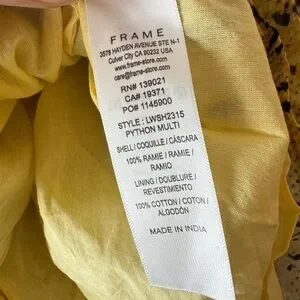 FRAME
3578 HAYDEN AVENUE STE N-1
Culver City CA 90232 USA
www.frame-store.com
care@frame-store.com
RN# 139021
CA# 19371
PO# 1145900
STYLE : LWSH2315
PYTHON MULTI
SHELL/COQUILLE/CÁSCARA
100% RAMIE / RAMIE /
RAMIO
LINING / DOUBLURE /
REVESTIMIENTO
100% COTTON / COTON /
ALGODÓN
MADE IN INDIA